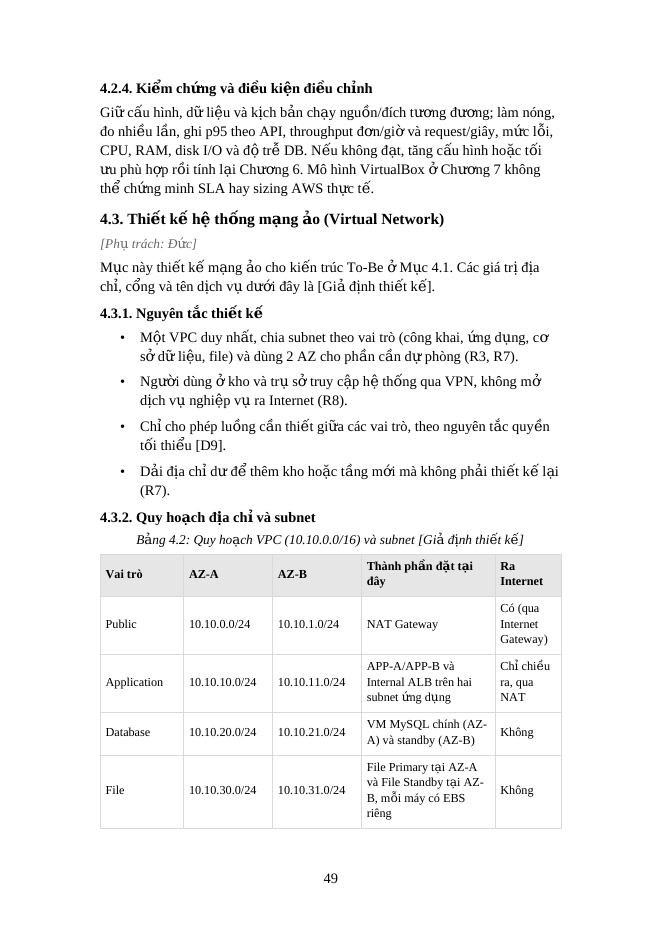 4.2.4. Kiểm chứng và điều kiện điều chỉnh
Giữ cấu hình, dữ liệu và kịch bản chạy nguồn/đích tương đương; làm nóng,
đo nhiều lần, ghi p95 theo API, throughput đơn/giờ và request/giây, mức lỗi,
CPU, RAM, disk I/O và độ trễ DB. Nếu không đạt, tăng cấu hình hoặc tối
ưu phù hợp rồi tính lại Chương 6. Mô hình VirtualBox ở Chương 7 không
thể chứng minh SLA hay sizing AWS thực tế.
4.3. Thiết kế hệ thống mạng ảo (Virtual Network)
[Phụ trách: Đức]
Mục này thiết kế mạng ảo cho kiến trúc To-Be ở Mục 4.1. Các giá trị địa
chỉ, cổng và tên dịch vụ dưới đây là [Giả định thiết kế].
4.3.1. Nguyên tắc thiết kế
• Một VPC duy nhất, chia subnet theo vai trò (công khai, ứng dụng, cơ
sở dữ liệu, file) và dùng 2 AZ cho phần cần dự phòng (R3, R7).
• Người dùng ở kho và trụ sở truy cập hệ thống qua VPN, không mở
dịch vụ nghiệp vụ ra Internet (R8).
• Chỉ cho phép luồng cần thiết giữa các vai trò, theo nguyên tắc quyền
tối thiểu [D9].
• Dải địa chỉ dư để thêm kho hoặc tầng mới mà không phải thiết kế lại
(R7).
4.3.2. Quy hoạch địa chỉ và subnet
Bảng 4.2: Quy hoạch VPC (10.10.0.0/16) và subnet [Giả định thiết kế]
Vai trò
AZ-A
AZ-B
Thành phần đặt tại
đây
Ra
Internet
Public
10.10.0.0/24
10.10.1.0/24
NAT Gateway
Có (qua
Internet
Gateway)
Application
10.10.10.0/24
10.10.11.0/24
APP-A/APP-B và
Internal ALB trên hai
subnet ứng dụng
Chỉ chiều
ra, qua
NAT
Database
10.10.20.0/24
10.10.21.0/24
VM MySQL chính (AZ-
A) và standby (AZ-B)
Không
File
10.10.30.0/24
10.10.31.0/24
File Primary tại AZ-A
và File Standby tại AZ-
B, mỗi máy có EBS
riêng
Không
49